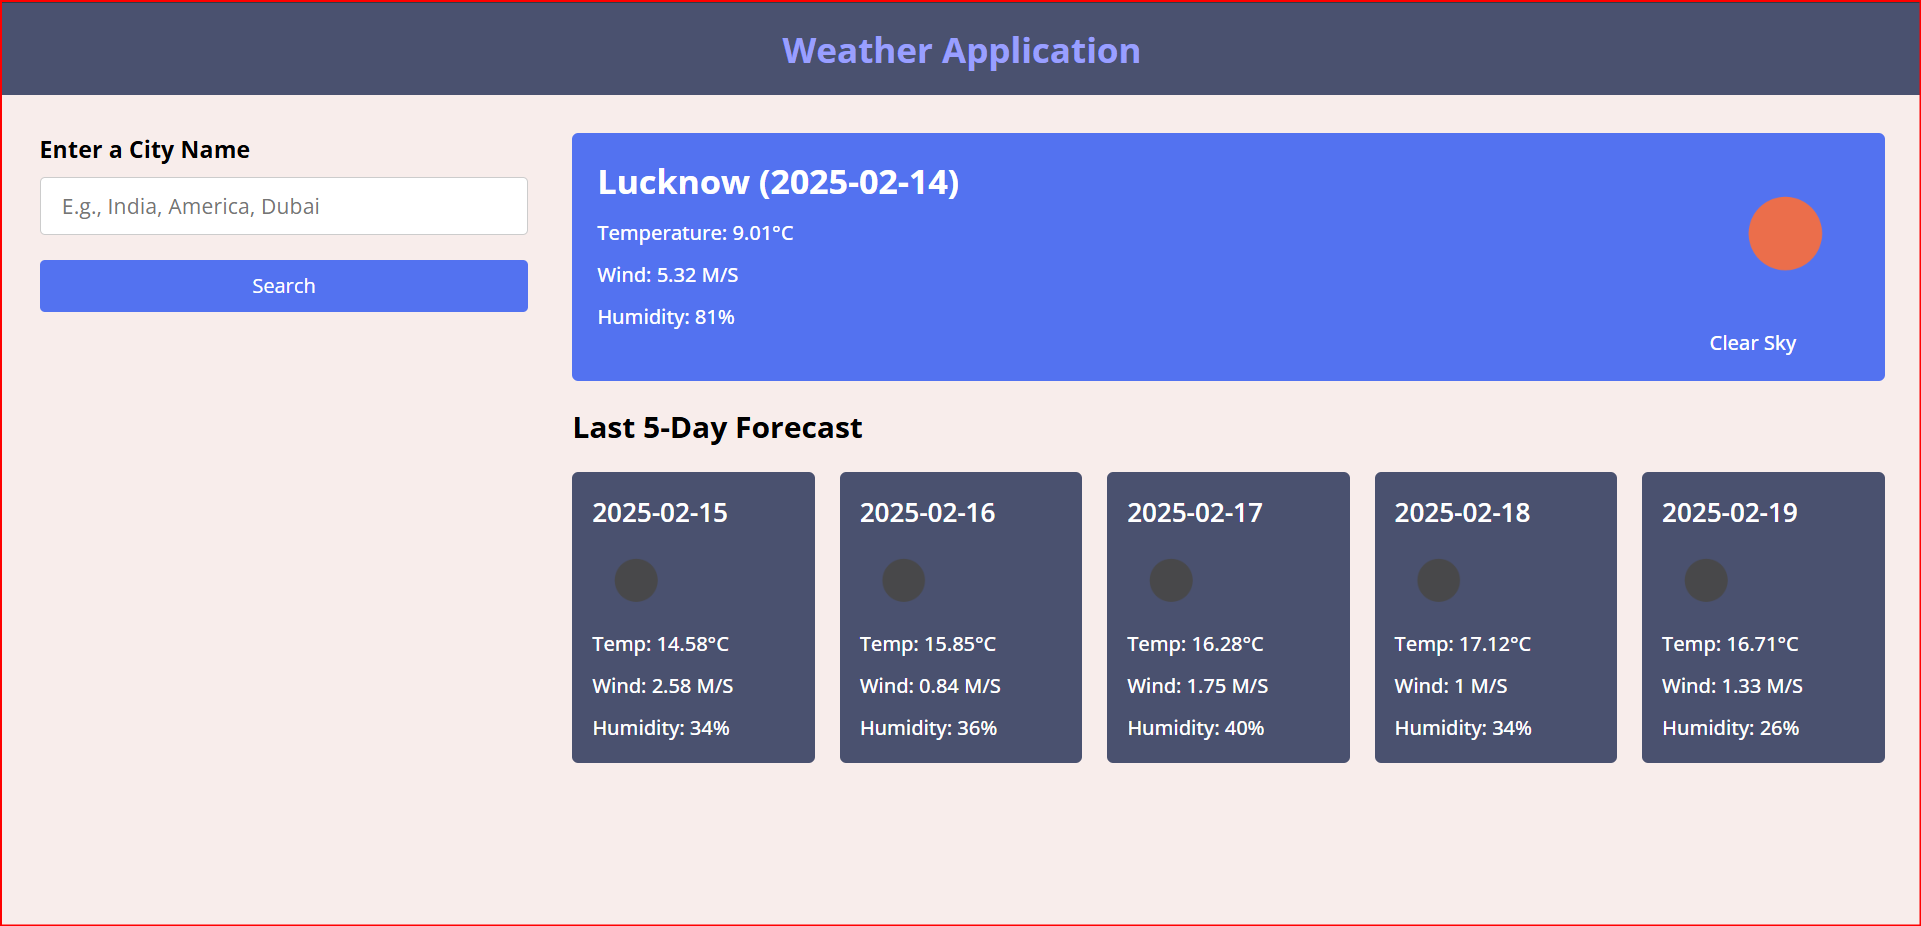 Weather Application
Enter a City Name
E.g., India, America, Dubai
Search
Lucknow (2025-02-14)
Temperature: 9.01°C
Wind: 5.32 M/S
Humidity: 81%
Clear Sky
Last 5-Day Forecast
2025-02-15
Temp: 14.58°C
Wind: 2.58 M/S
Humidity: 34%
2025-02-16
Temp: 15.85°C
Wind: 0.84 M/S
Humidity: 36%
2025-02-17
Temp: 16.28°C
Wind: 1.75 M/S
Humidity: 40%
2025-02-18
Temp: 17.12°C
Wind: 1 M/S
Humidity: 34%
2025-02-19
Temp: 16.71°C
Wind: 1.33 M/S
Humidity: 26%